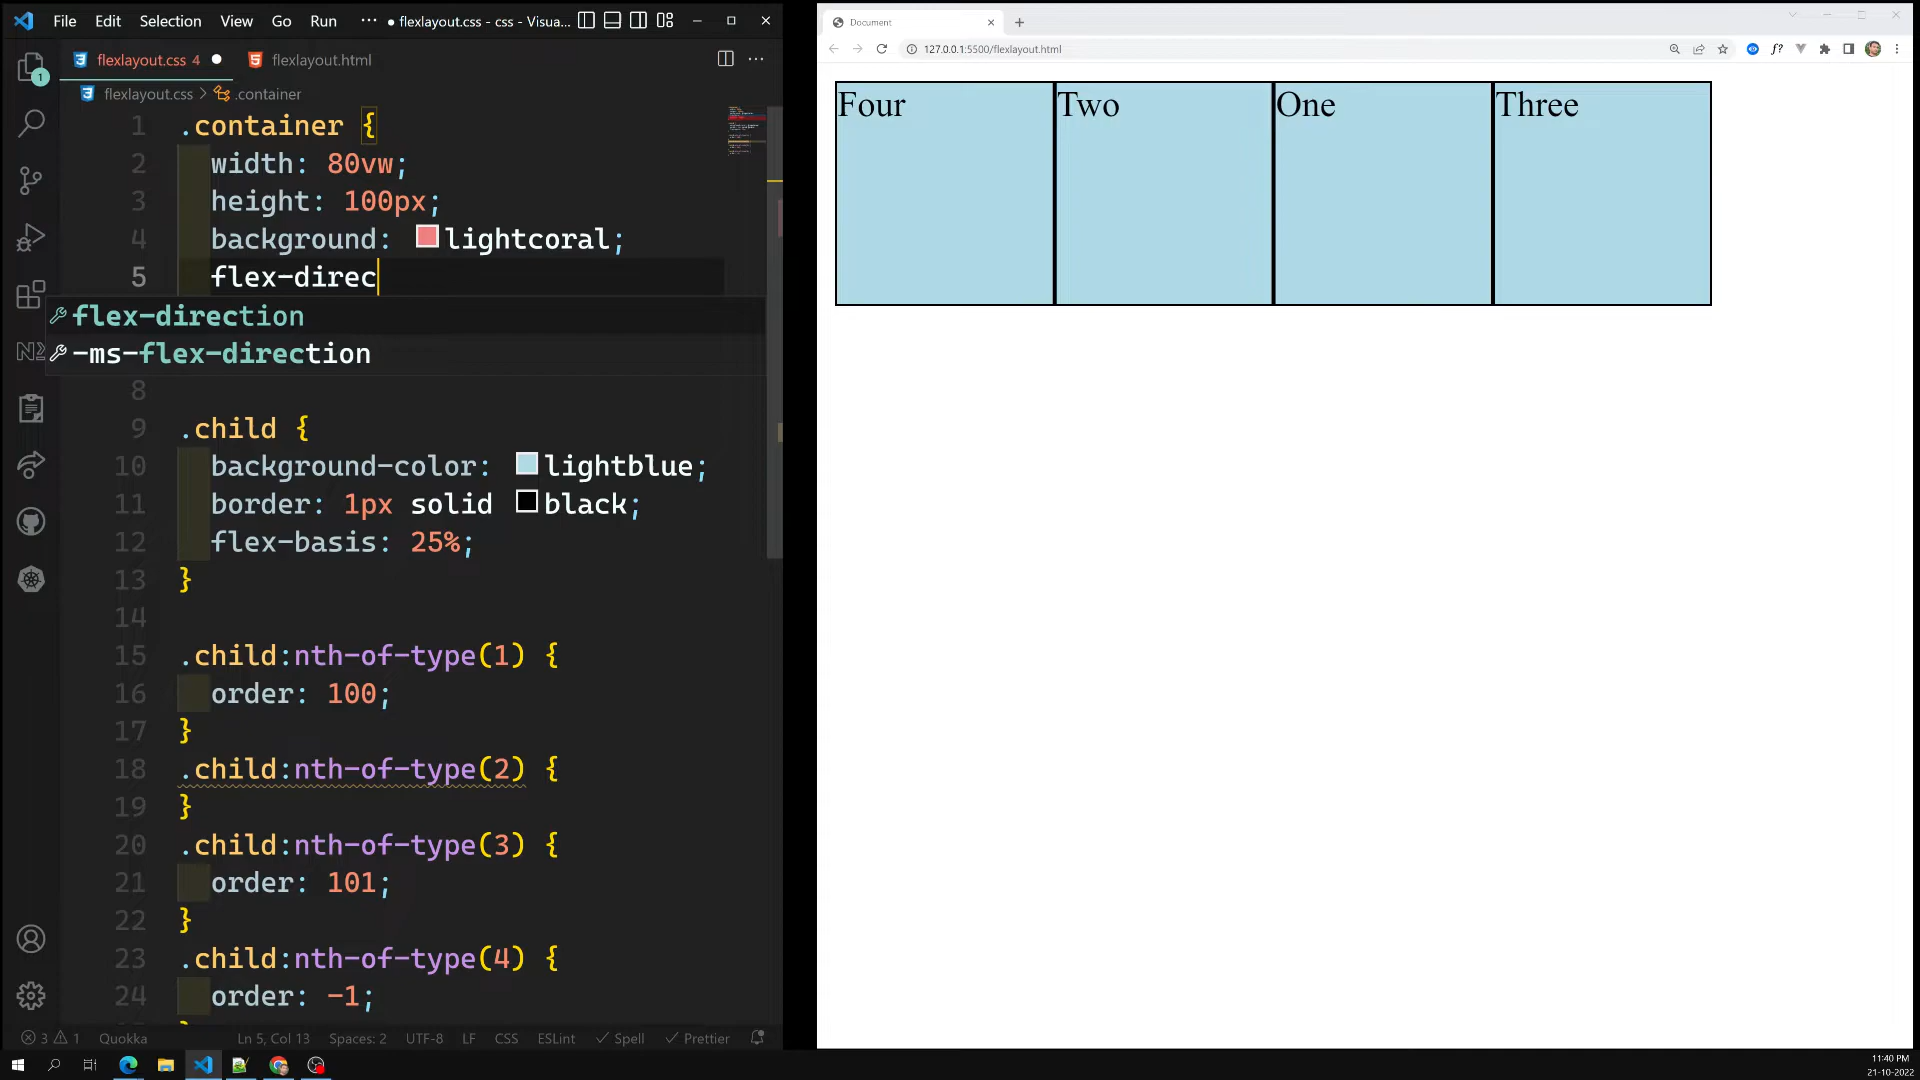 File Edit Selection View Go Run ··· ● flexlayout.css - css - Visua...
flexlayout.css 4 ● flexlayout.html ···
flexlayout.css > .container
1 .container {
2 width: 80vw;
3 height: 100px;
4 background: lightcoral;
5 flex-direc
flex-direction
-ms-flex-direction
8
9 .child {
10 background-color: lightblue;
11 border: 1px solid black;
12 flex-basis: 25%;
13 }
14
15 .child:nth-of-type(1) {
16 order: 100;
17 }
18 .child:nth-of-type(2) {
19 }
20 .child:nth-of-type(3) {
21 order: 101;
22 }
23 .child:nth-of-type(4) {
24 order: -1;
1
3 1 Quokka Ln 5, Col 13 Spaces: 2 UTF-8 LF CSS ESLint Spell Prettier
Document
127.0.0.1:5500/flexlayout.html
f?
Four Two One Three
11:40 PM
21-10-2022